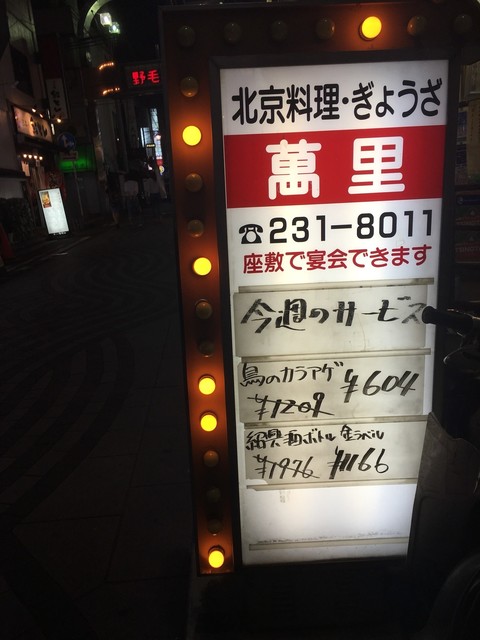 野毛
北京料理・ぎょうざ
萬里
☎231-8011
座敷で宴会できます
今週のサービス
鳥のカラアゲ ¥604
¥1209
紹興酒ボトル金ラベル
¥1976 ¥1166